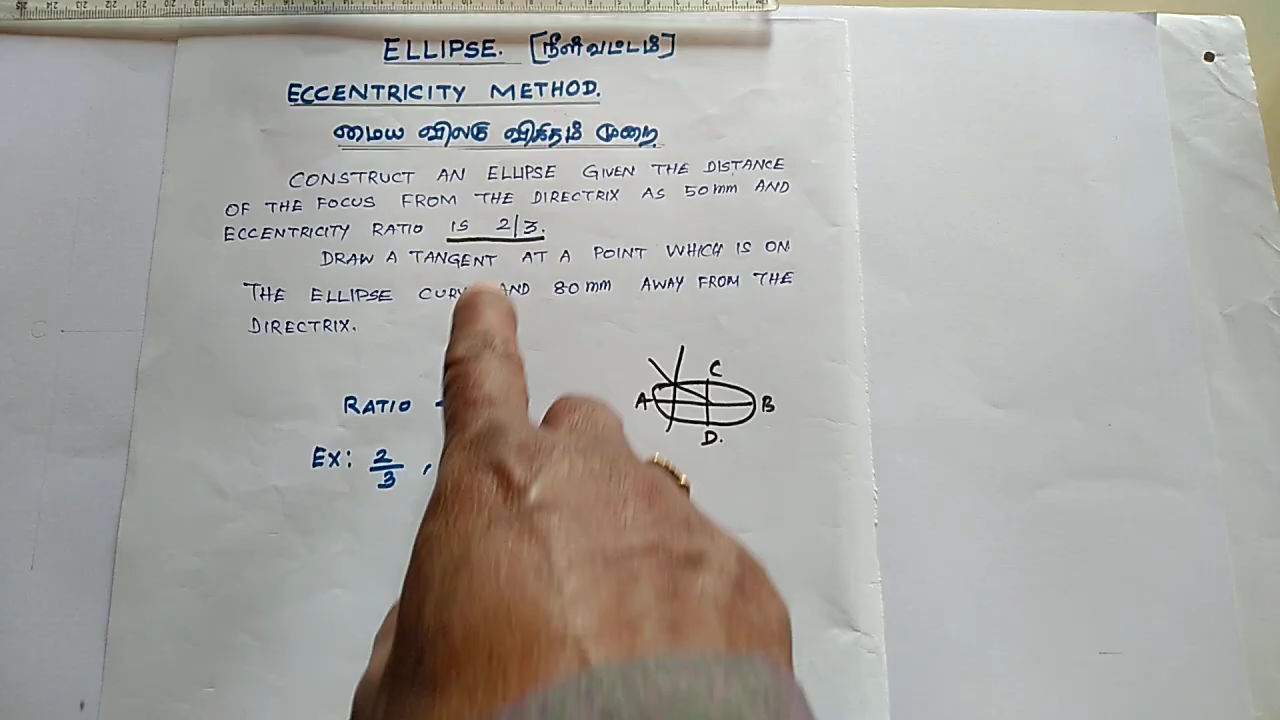 ELLIPSE. [நீள்வட்டம்]
ECCENTRICITY METHOD.
மைய விலகு விகிதம் முறை
CONSTRUCT AN ELLIPSE GIVEN THE DISTANCE
OF THE FOCUS FROM THE DIRECTRIX AS 50mm AND
ECCENTRICITY RATIO IS 2/3.
DRAW A TANGENT AT A POINT WHICH IS ON
THE ELLIPSE AND 80mm AWAY FROM THE
DIRECTRIX.
C
A B
D.
RATIO
EX: 2/3 ,